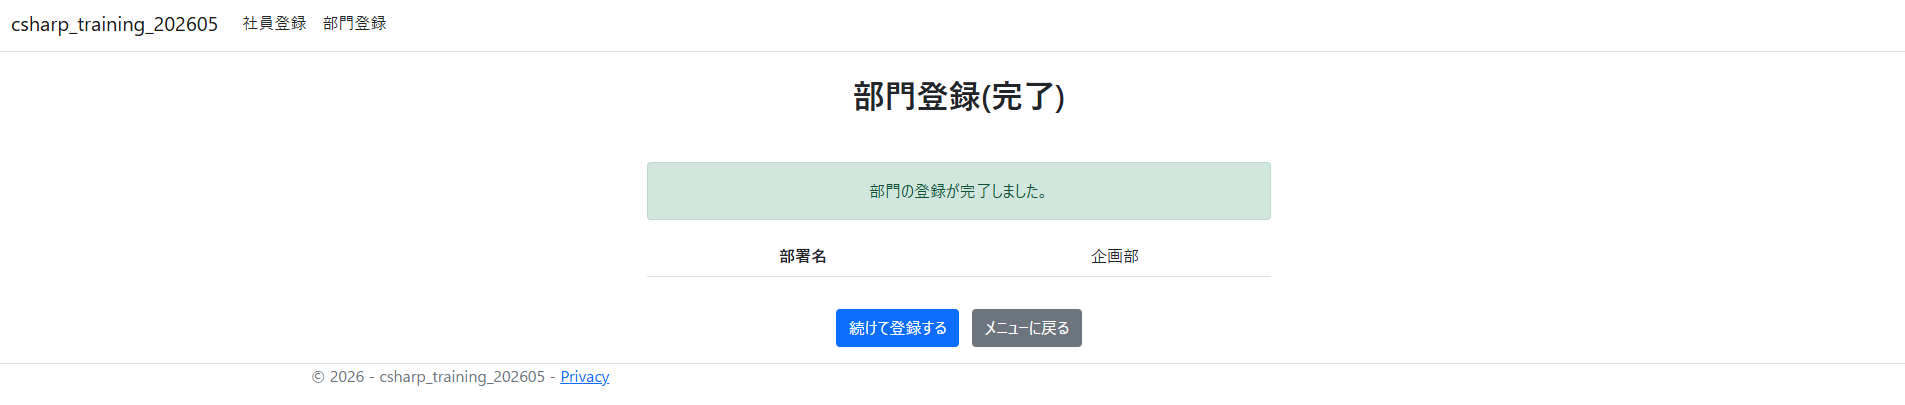 csharp_training_202605 社員登録 部門登録
部門登録(完了)
部門の登録が完了しました。
部署名 企画部
続けて登録する メニューに戻る
© 2026 - csharp_training_202605 - Privacy